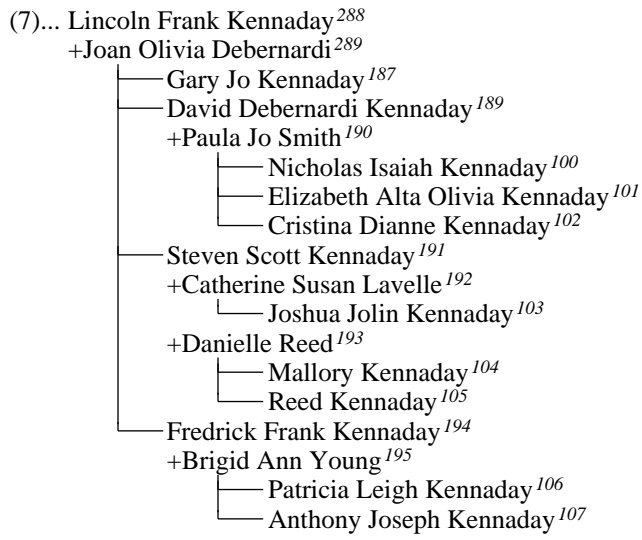 (7)... Lincoln Frank Kennaday288
+Joan Olivia Debernardi289
Gary Jo Kennaday187
David Debernardi Kennaday189
+Paula Jo Smith190
Nicholas Isaiah Kennaday100
Elizabeth Alta Olivia Kennaday101
Cristina Dianne Kennaday102
Steven Scott Kennaday191
+Catherine Susan Lavelle192
Joshua Jolin Kennaday103
+Danielle Reed193
Mallory Kennaday104
Reed Kennaday105
Fredrick Frank Kennaday194
+Brigid Ann Young195
Patricia Leigh Kennaday106
Anthony Joseph Kennaday107